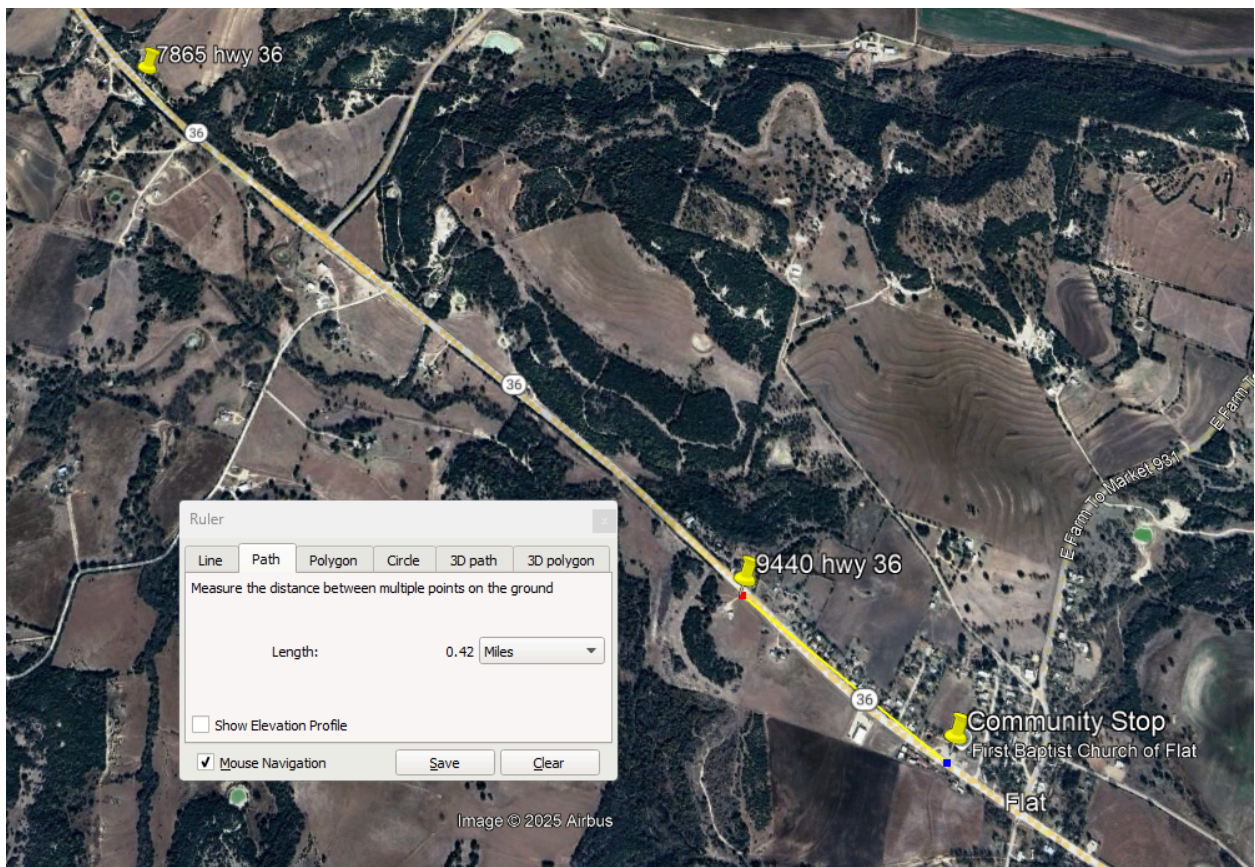 7865 hwy 36
36
36
E Farm To Market 931
E Farm To
9440 hwy 36
36
Community Stop
First Baptist Church of Flat
Flat
Ruler
Line Path Polygon Circle 3D path 3D polygon
Measure the distance between multiple points on the ground
Length: 0.42 Miles
Show Elevation Profile
Mouse Navigation Save Clear
Image © 2025 Airbus